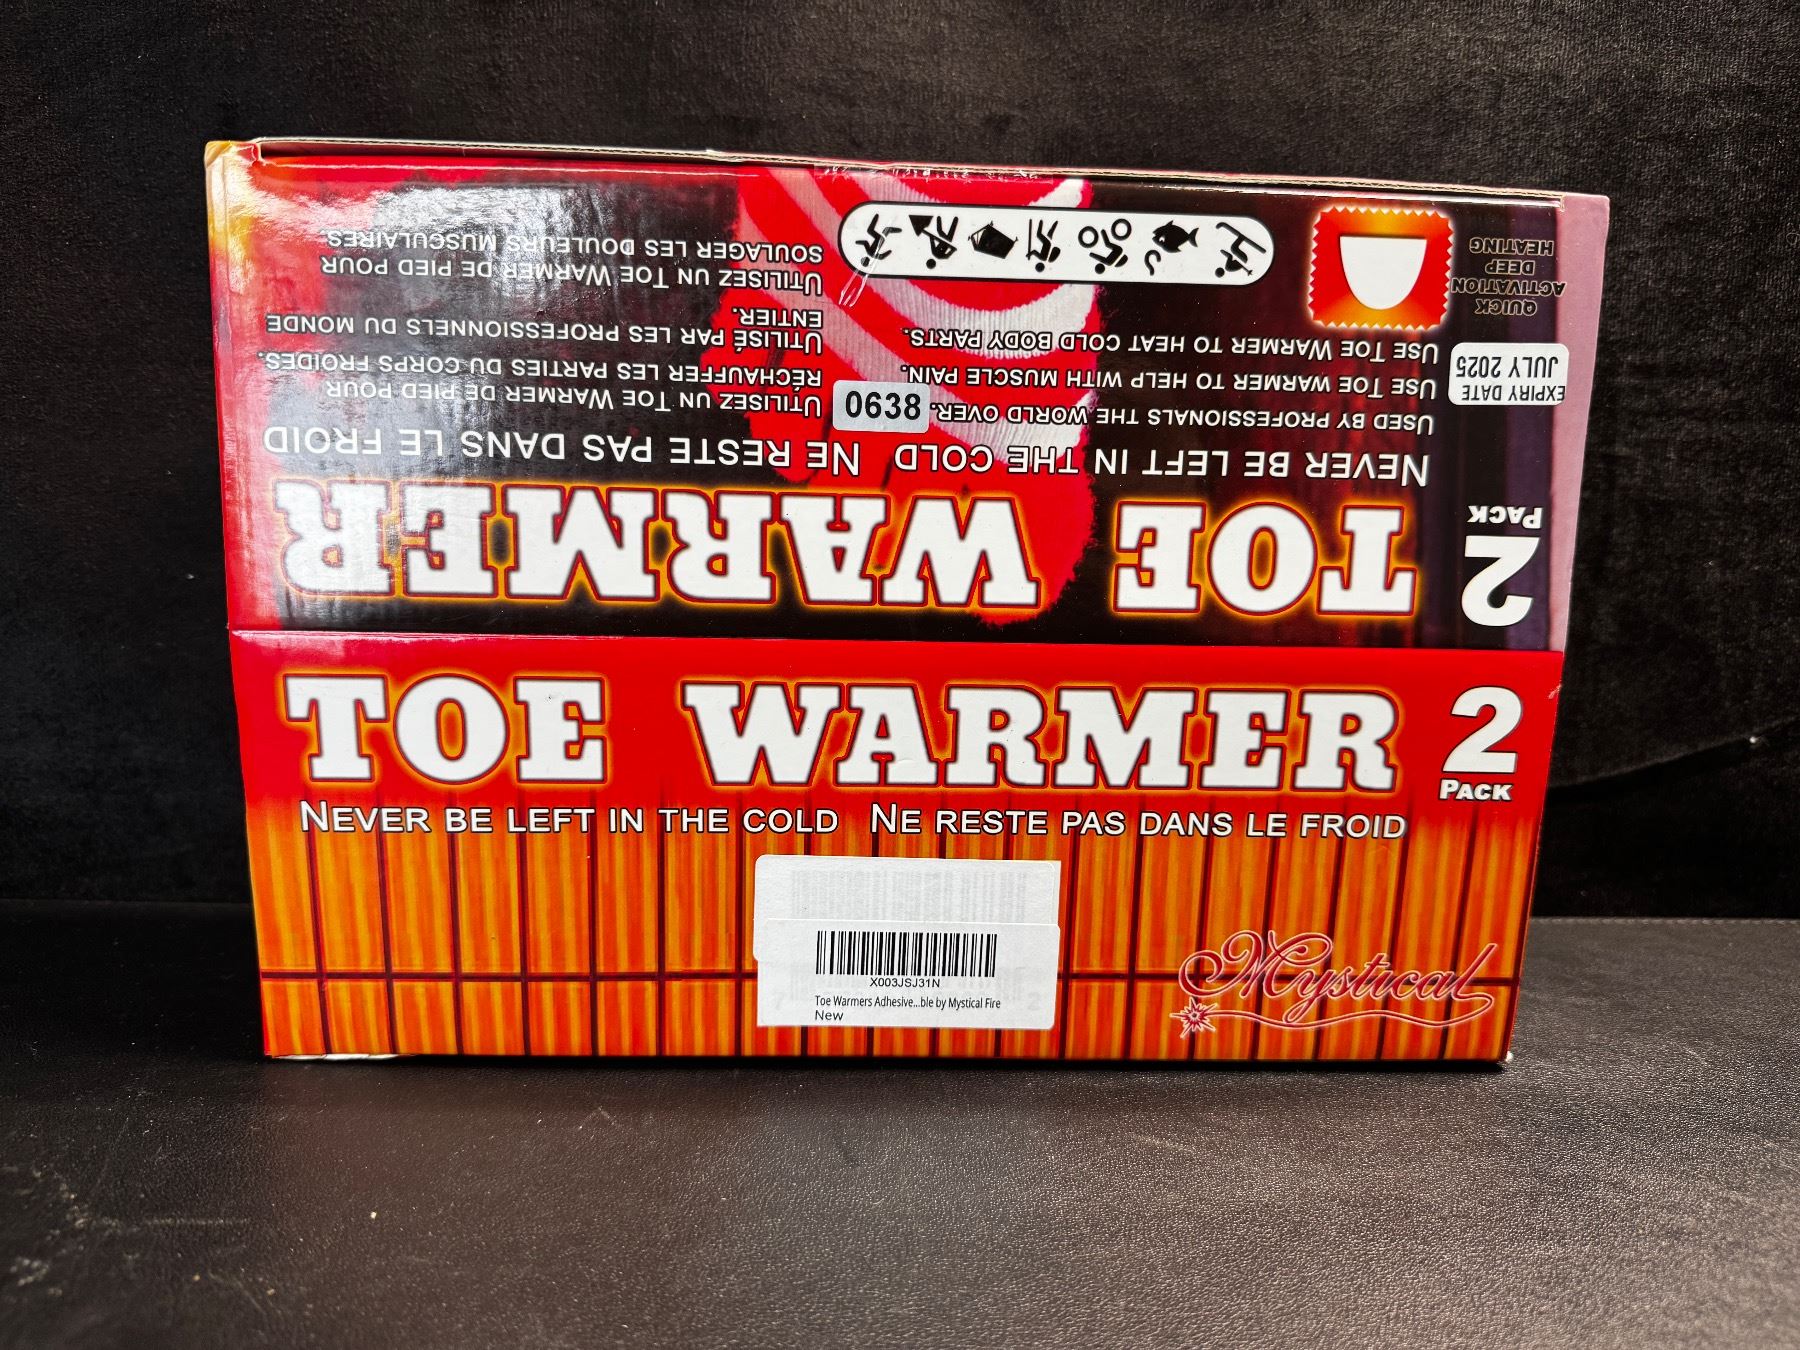 TOE WARMER
2
PACK
NEVER BE LEFT IN THE COLD NE RESTE PAS DANS LE FROID
X003JSJ31N
Toe Warmers Adhesive...ble by Mystical Fire
New
Mystical
2
PACK
TOE WARMER
NEVER BE LEFT IN THE COLD NE RESTE PAS DANS LE FROID
USED BY PROFESSIONALS THE WORLD OVER.
USE TOE WARMER TO HELP WITH MUSCLE PAIN.
USE TOE WARMER TO HEAT COLD BODY PARTS.
0638
UTILISEZ UN TOE WARMER DE PIED POUR
RÉCHAUFFER LES PARTIES DU CORPS FROIDES.
UTILISÉ PAR LES PROFESSIONNELS DU MONDE
ENTIER.
UTILISEZ UN TOE WARMER DE PIED POUR
SOULAGER LES DOULEURS MUSCULAIRES.
EXPIRY DATE
JULY 2025
QUICK
ACTIVATION
DEEP
HEATING